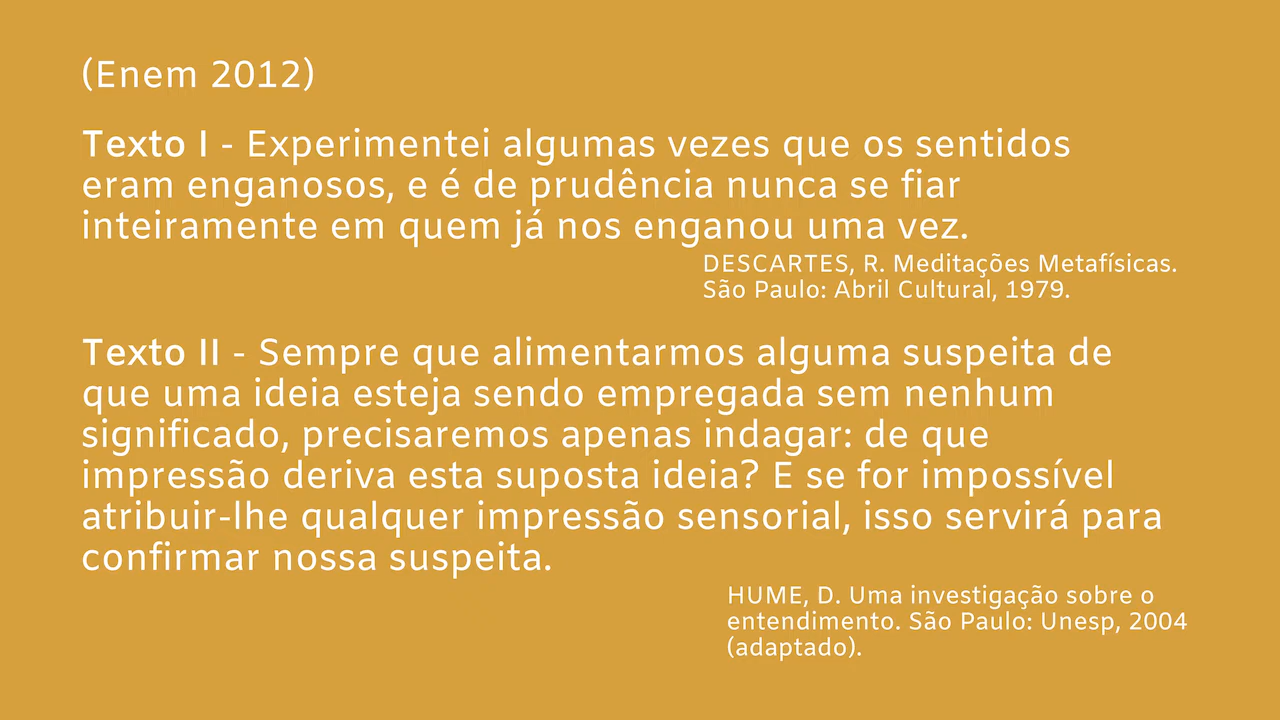 (Enem 2012)
Texto I - Experimentei algumas vezes que os sentidos
eram enganosos, e é de prudência nunca se fiar
inteiramente em quem já nos enganou uma vez.
DESCARTES, R. Meditações Metafísicas.
São Paulo: Abril Cultural, 1979.
Texto II - Sempre que alimentarmos alguma suspeita de
que uma ideia esteja sendo empregada sem nenhum
significado, precisaremos apenas indagar: de que
impressão deriva esta suposta ideia? E se for impossível
atribuir-lhe qualquer impressão sensorial, isso servirá para
confirmar nossa suspeita.
HUME, D. Uma investigação sobre o
entendimento. São Paulo: Unesp, 2004
(adaptado).